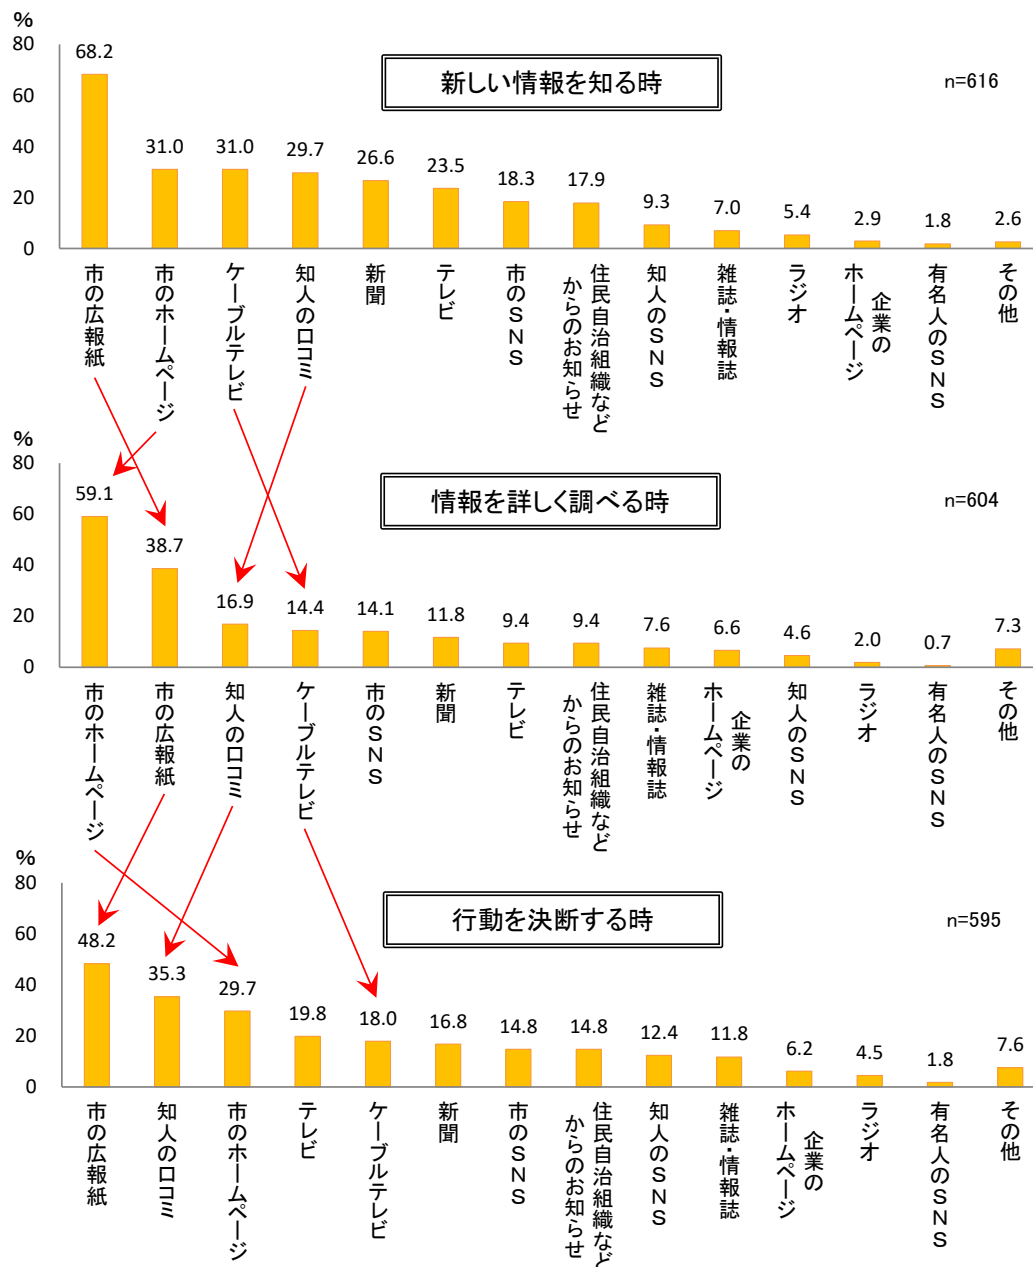 %
80
60
40
20
0
新しい情報を知る時
n=616
68.2
31.0
31.0
29.7
26.6
23.5
18.3
17.9
9.3
7.0
5.4
2.9
1.8
2.6
市の広報紙
市のホームページ
ケーブルテレビ
知人の口コミ
新聞
テレビ
市のSNS
住民自治組織など
からのお知らせ
知人のSNS
雑誌・情報誌
ラジオ
企業の
ホームページ
有名人のSNS
その他
%
80
60
40
20
0
情報を詳しく調べる時
n=604
59.1
38.7
16.9
14.4
14.1
11.8
9.4
9.4
7.6
6.6
4.6
2.0
0.7
7.3
市のホームページ
市の広報紙
知人の口コミ
ケーブルテレビ
市のSNS
新聞
テレビ
住民自治組織など
からのお知らせ
雑誌・情報誌
企業の
ホームページ
知人のSNS
ラジオ
有名人のSNS
その他
%
80
60
40
20
0
行動を決断する時
n=595
48.2
35.3
29.7
19.8
18.0
16.8
14.8
14.8
12.4
11.8
6.2
4.5
1.8
7.6
市の広報紙
知人の口コミ
市のホームページ
テレビ
ケーブルテレビ
新聞
市のSNS
住民自治組織など
からのお知らせ
知人のSNS
雑誌・情報誌
企業の
ホームページ
ラジオ
有名人のSNS
その他